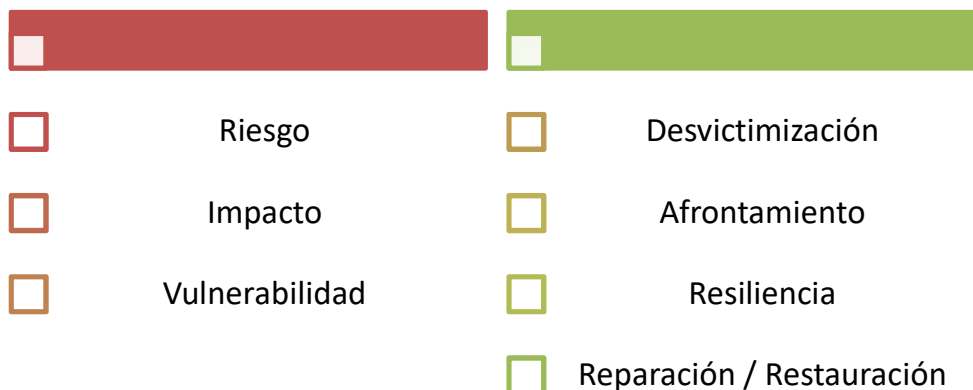 Riesgo
Impacto
Vulnerabilidad
Desvictimización
Afrontamiento
Resiliencia
Reparación / Restauración